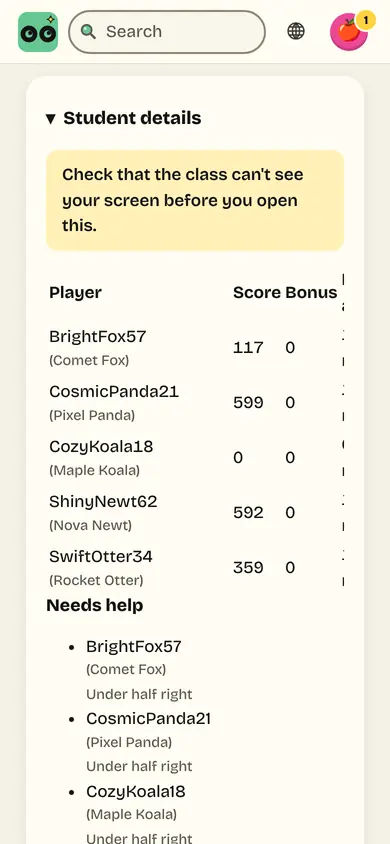 Search
1
▼ Student details
Check that the class can't see
your screen before you open
this.
Player Score Bonus
BrightFox57
(Comet Fox)
117 0
CosmicPanda21
(Pixel Panda)
599 0
CozyKoala18
(Maple Koala)
0 0
ShinyNewt62
(Nova Newt)
592 0
SwiftOtter34
(Rocket Otter)
359 0
Needs help
• BrightFox57
(Comet Fox)
Under half right
• CosmicPanda21
(Pixel Panda)
Under half right
• CozyKoala18
(Maple Koala)
Under half right